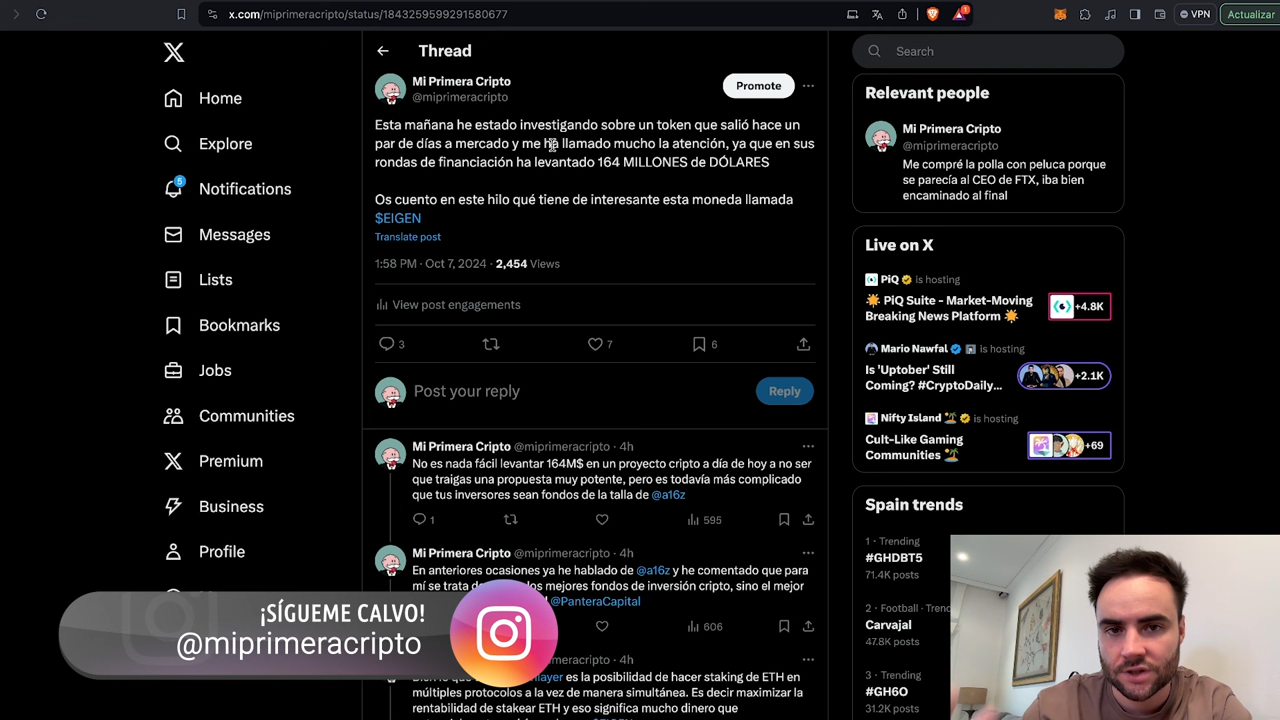 x.com/miprimeracripto/status/1843259599291580677
1
VPN
Actualizar
Thread
Search
Home
Explore
5
Notifications
Messages
Lists
Bookmarks
Jobs
Communities
Premium
Business
Profile
Mi Primera Cripto
@miprimeracripto
Promote
Esta mañana he estado investigando sobre un token que salió hace un
par de días a mercado y me ha llamado mucho la atención, ya que en sus
rondas de financiación ha levantado 164 MILLONES de DÓLARES
Os cuento en este hilo qué tiene de interesante esta moneda llamada
$EIGEN
Translate post
1:58 PM · Oct 7, 2024 · 2,454 Views
View post engagements
3
7
6
Post your reply
Reply
Mi Primera Cripto @miprimeracripto · 4h
No es nada fácil levantar 164M$ en un proyecto cripto a día de hoy a no ser
que traigas una propuesta muy potente, pero es todavía más complicado
que tus inversores sean fondos de la talla de @a16z
1
595
Mi Primera Cripto @miprimeracripto · 4h
En anteriores ocasiones ya he hablado de @a16z y he comentado que para
mí se trata de los mejores fondos de inversión cripto, sino el mejor
@PanteraCapital
606
miprimeracripto · 4h
es la posibilidad de hacer staking de ETH en
múltiples protocolos a la vez de manera simultánea. Es decir maximizar la
rentabilidad de stakear ETH y eso significa mucho dinero que
Relevant people
Mi Primera Cripto
@miprimeracripto
Me compré la polla con peluca porque
se parecía al CEO de FTX, iba bien
encaminado al final
Live on X
PiQ is hosting
PiQ Suite - Market-Moving
Breaking News Platform
+4.8K
Mario Nawfal is hosting
Is 'Uptober' Still
Coming? #CryptoDaily...
+2.1K
Nifty Island is hosting
Cult-Like Gaming
Communities
+69
Spain trends
1 · Trending
#GHDBT5
71.4K posts
2 · Football · Trend
Carvajal
47.8K posts
3 · Trending
#GH6O
31.2K posts
¡SÍGUEME CALVO!
@miprimeracripto